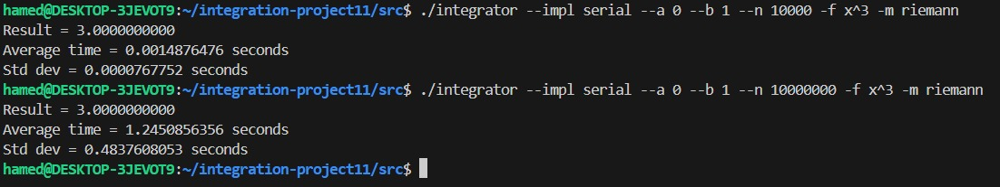 hamed@DESKTOP-3JEVOT9:~/integration-project11/src$ ./integrator --impl serial --a 0 --b 1 --n 10000 -f x^3 -m riemann
Result = 3.0000000000
Average time = 0.0014876476 seconds
Std dev = 0.0000767752 seconds
hamed@DESKTOP-3JEVOT9:~/integration-project11/src$ ./integrator --impl serial --a 0 --b 1 --n 10000000 -f x^3 -m riemann
Result = 3.0000000000
Average time = 1.2450856356 seconds
Std dev = 0.4837608053 seconds
hamed@DESKTOP-3JEVOT9:~/integration-project11/src$